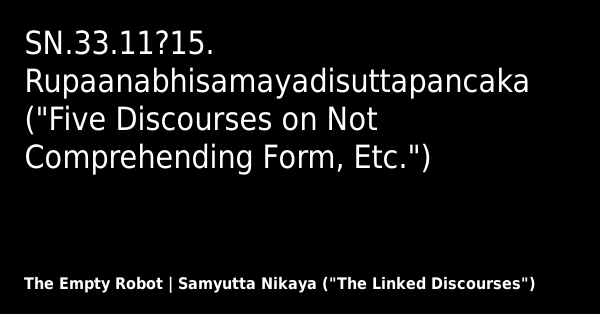 SN.33.11?15.
Rupaanabhisamayadisuttapancaka
("Five Discourses on Not
Comprehending Form, Etc.")
The Empty Robot | Samyutta Nikaya ("The Linked Discourses")